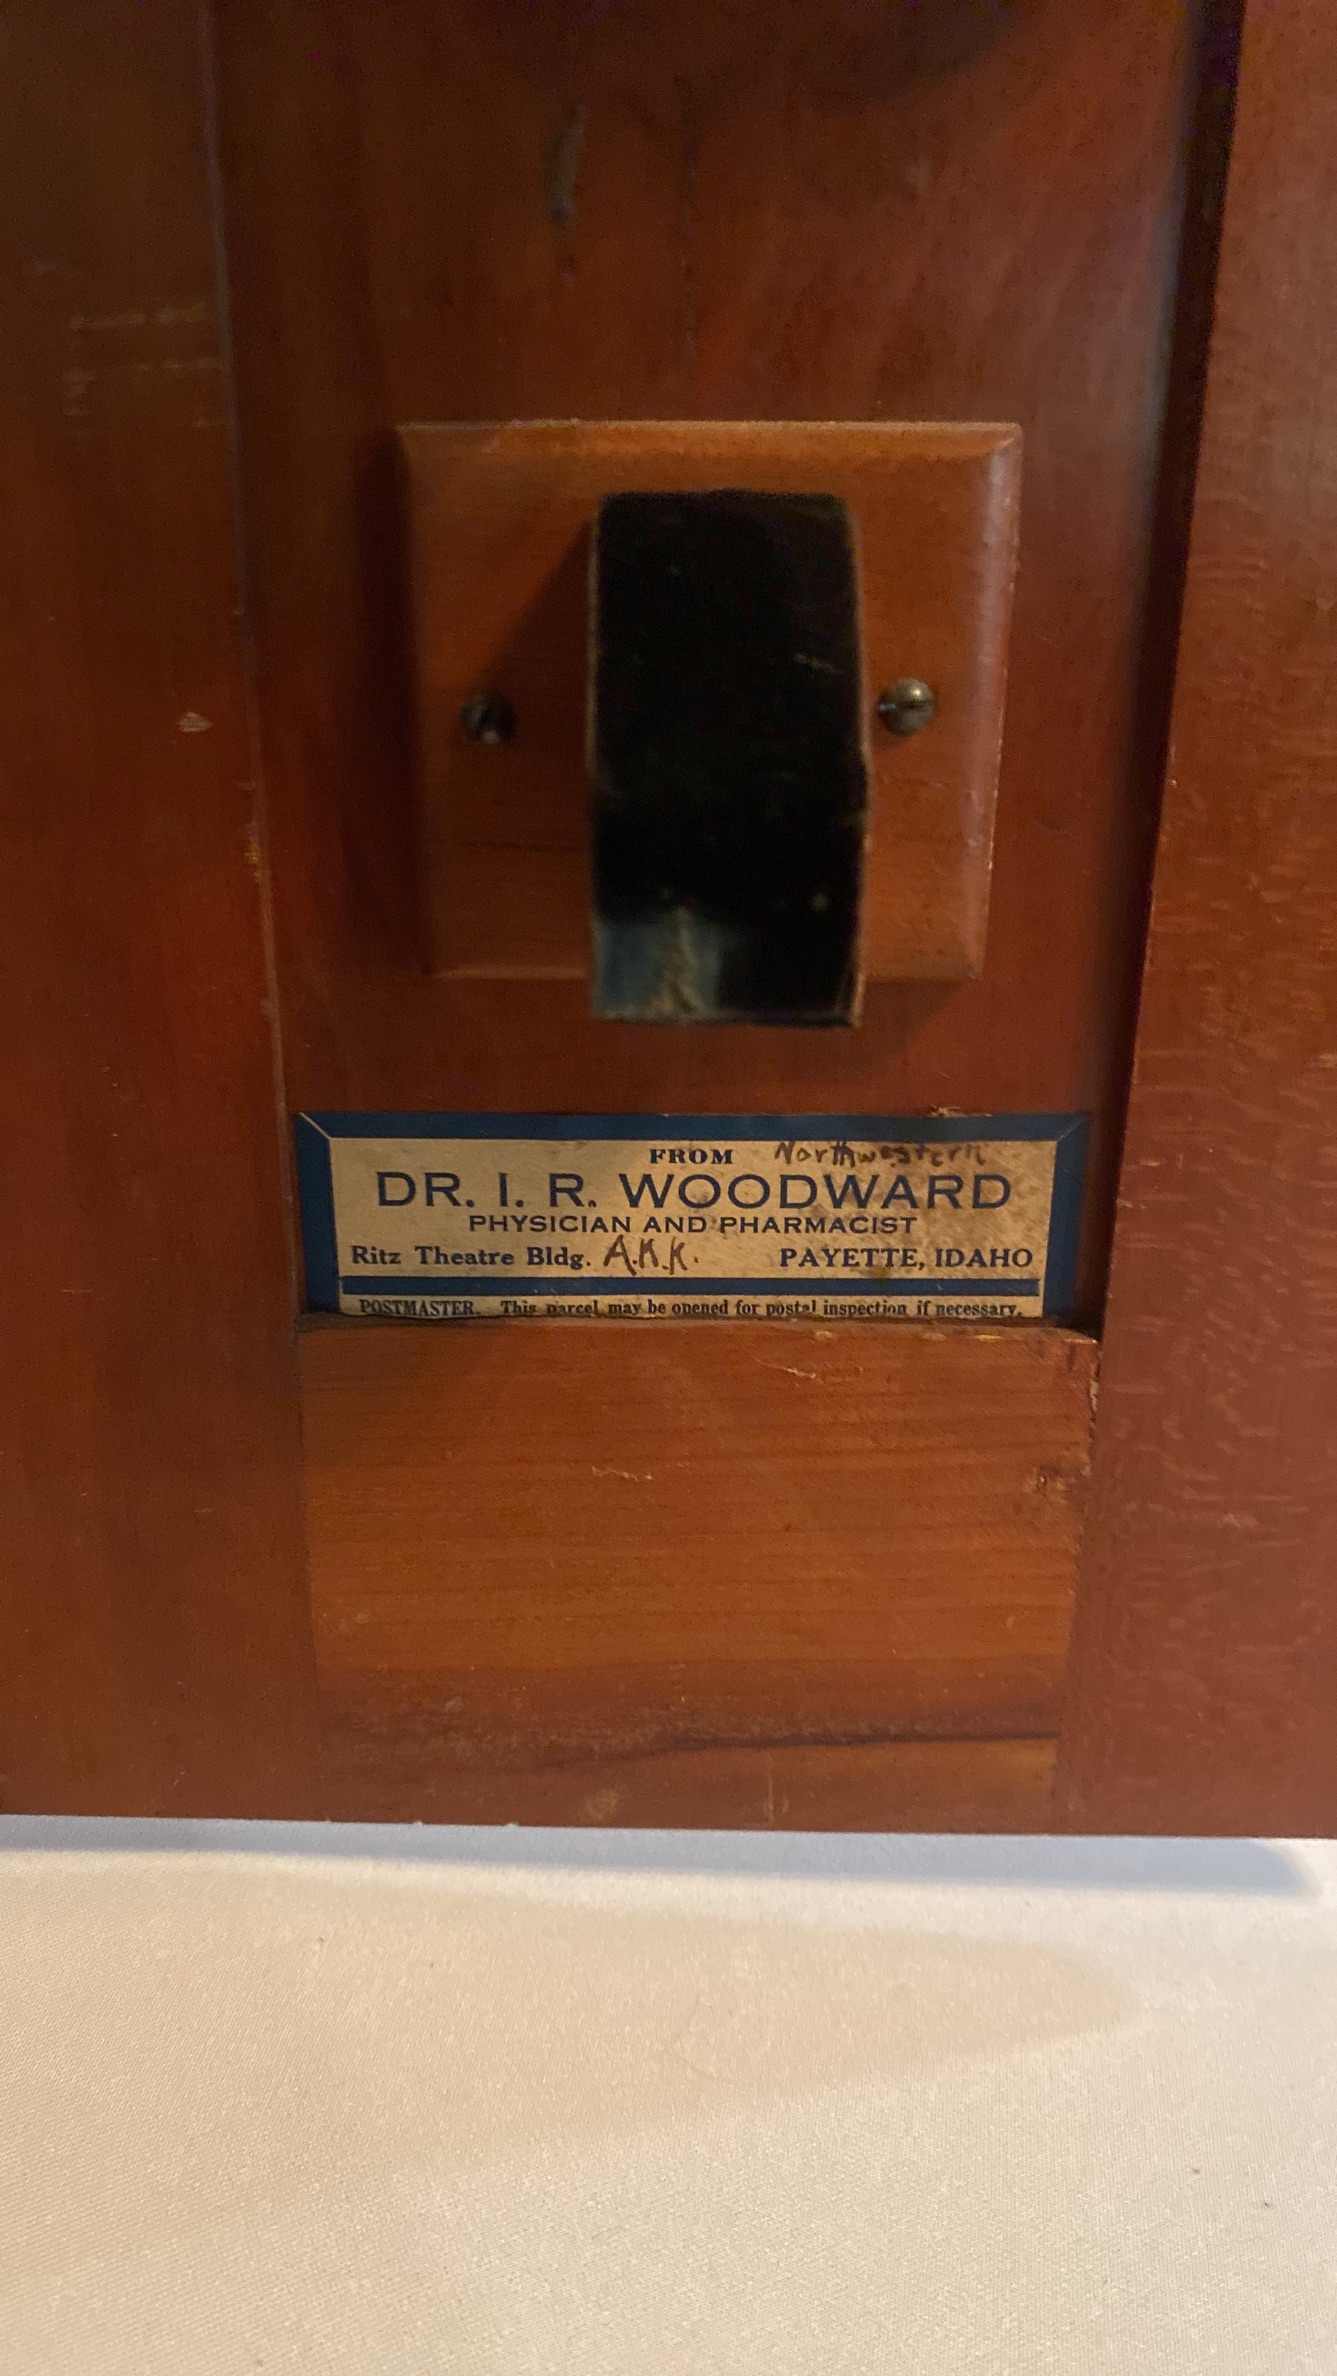 FROM Northwestern
DR. I. R. WOODWARD
PHYSICIAN AND PHARMACIST
Ritz Theatre Bldg. A.K.K. PAYETTE, IDAHO
POSTMASTER. This parcel may be opened for postal inspection if necessary.